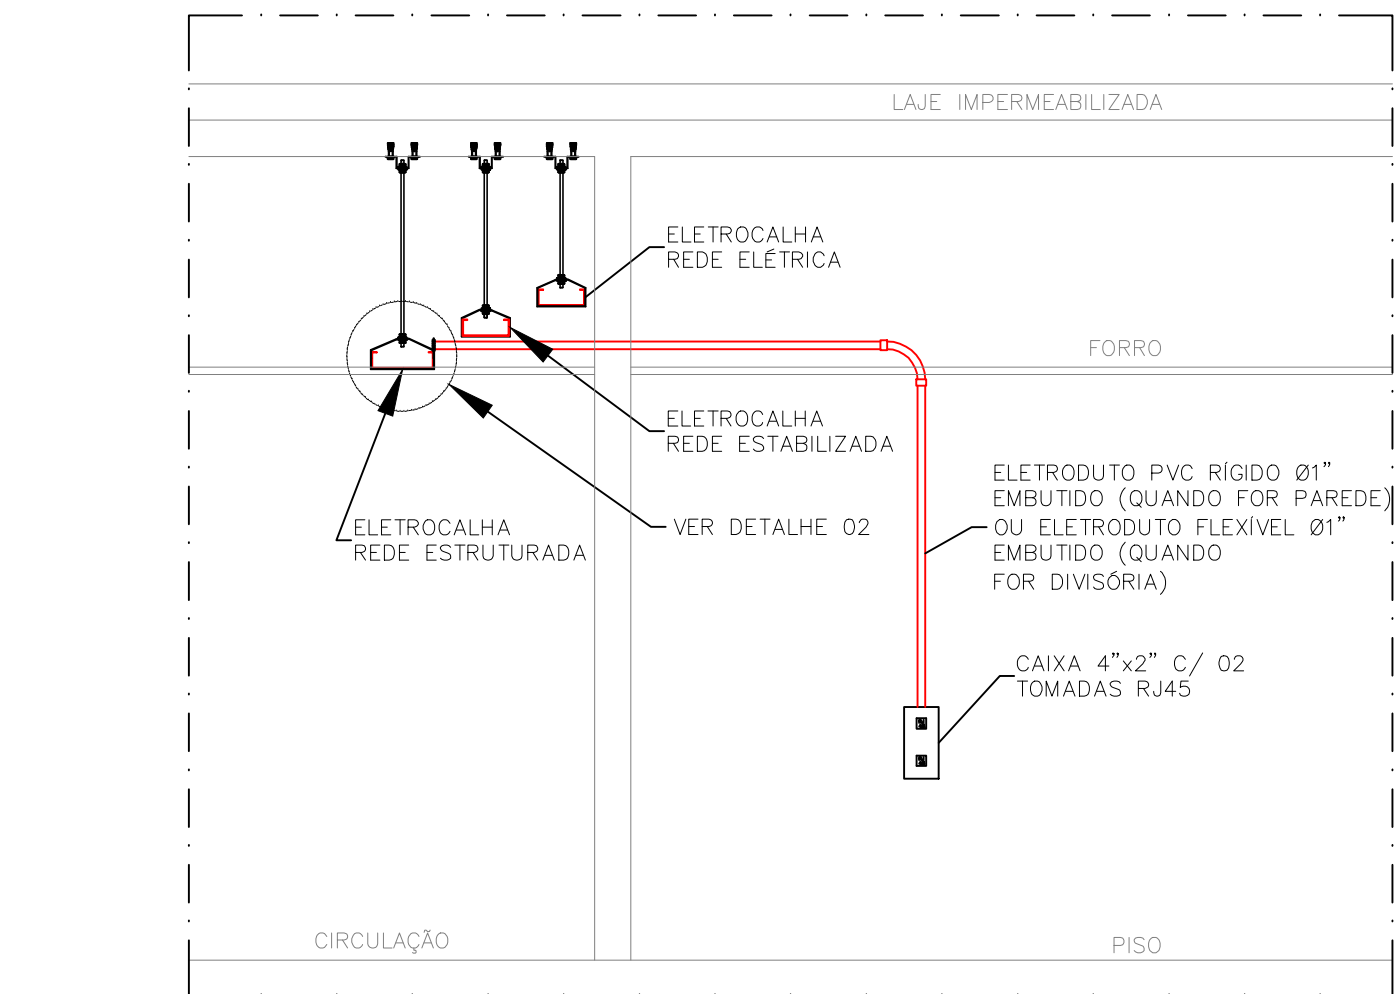 LAJE IMPERMEABILIZADA
ELETROCALHA
REDE ELÉTRICA
FORRO
ELETROCALHA
REDE ESTABILIZADA
ELETRODUTO PVC RÍGIDO Ø1”
EMBUTIDO (QUANDO FOR PAREDE)
OU ELETRODUTO FLEXÍVEL Ø1”
EMBUTIDO (QUANDO
FOR DIVISÓRIA)
VER DETALHE 02
ELETROCALHA
REDE ESTRUTURADA
CAIXA 4”x2” C/ 02
TOMADAS RJ45
CIRCULAÇÃO
PISO